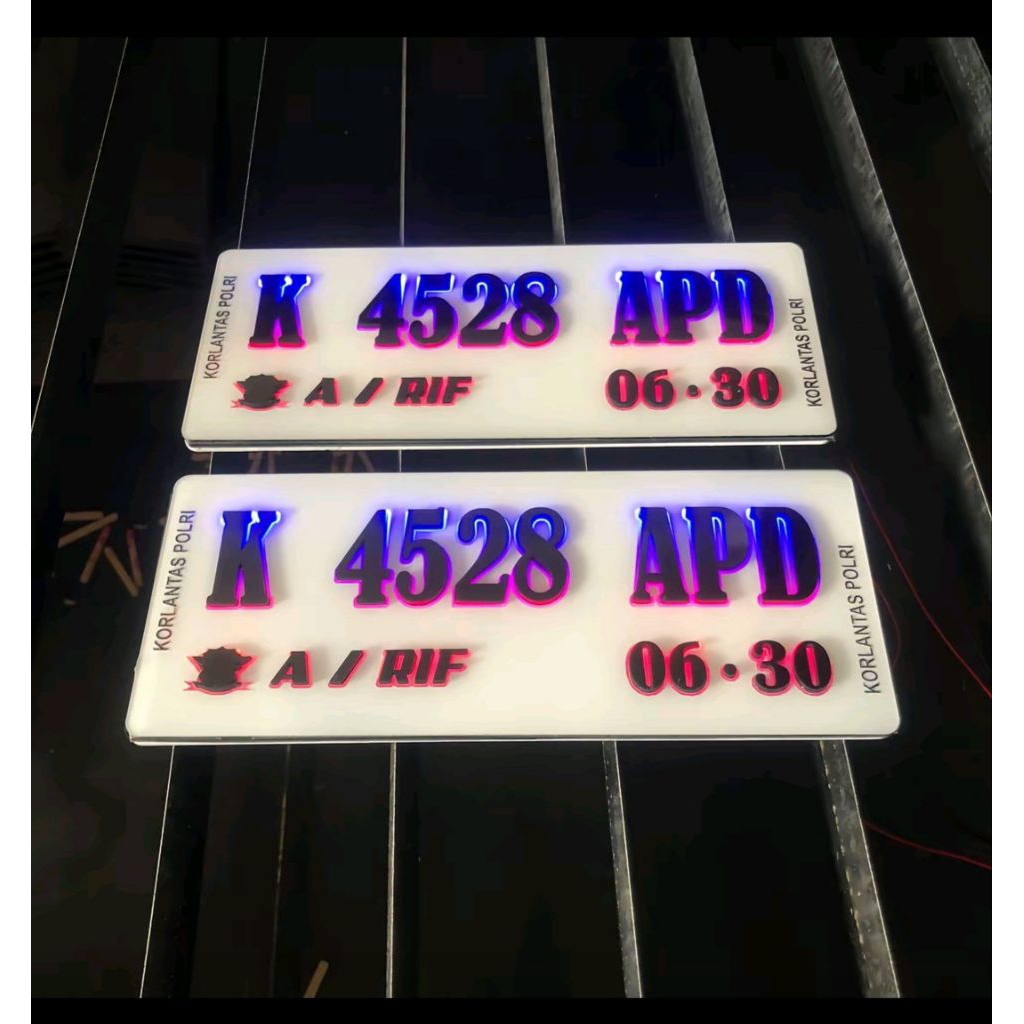 KORLANTAS POLRI
K 4528 APD
A / RIF 06 · 30
KORLANTAS POLRI
KORLANTAS POLRI
K 4528 APD
A / RIF 06 · 30
KORLANTAS POLRI